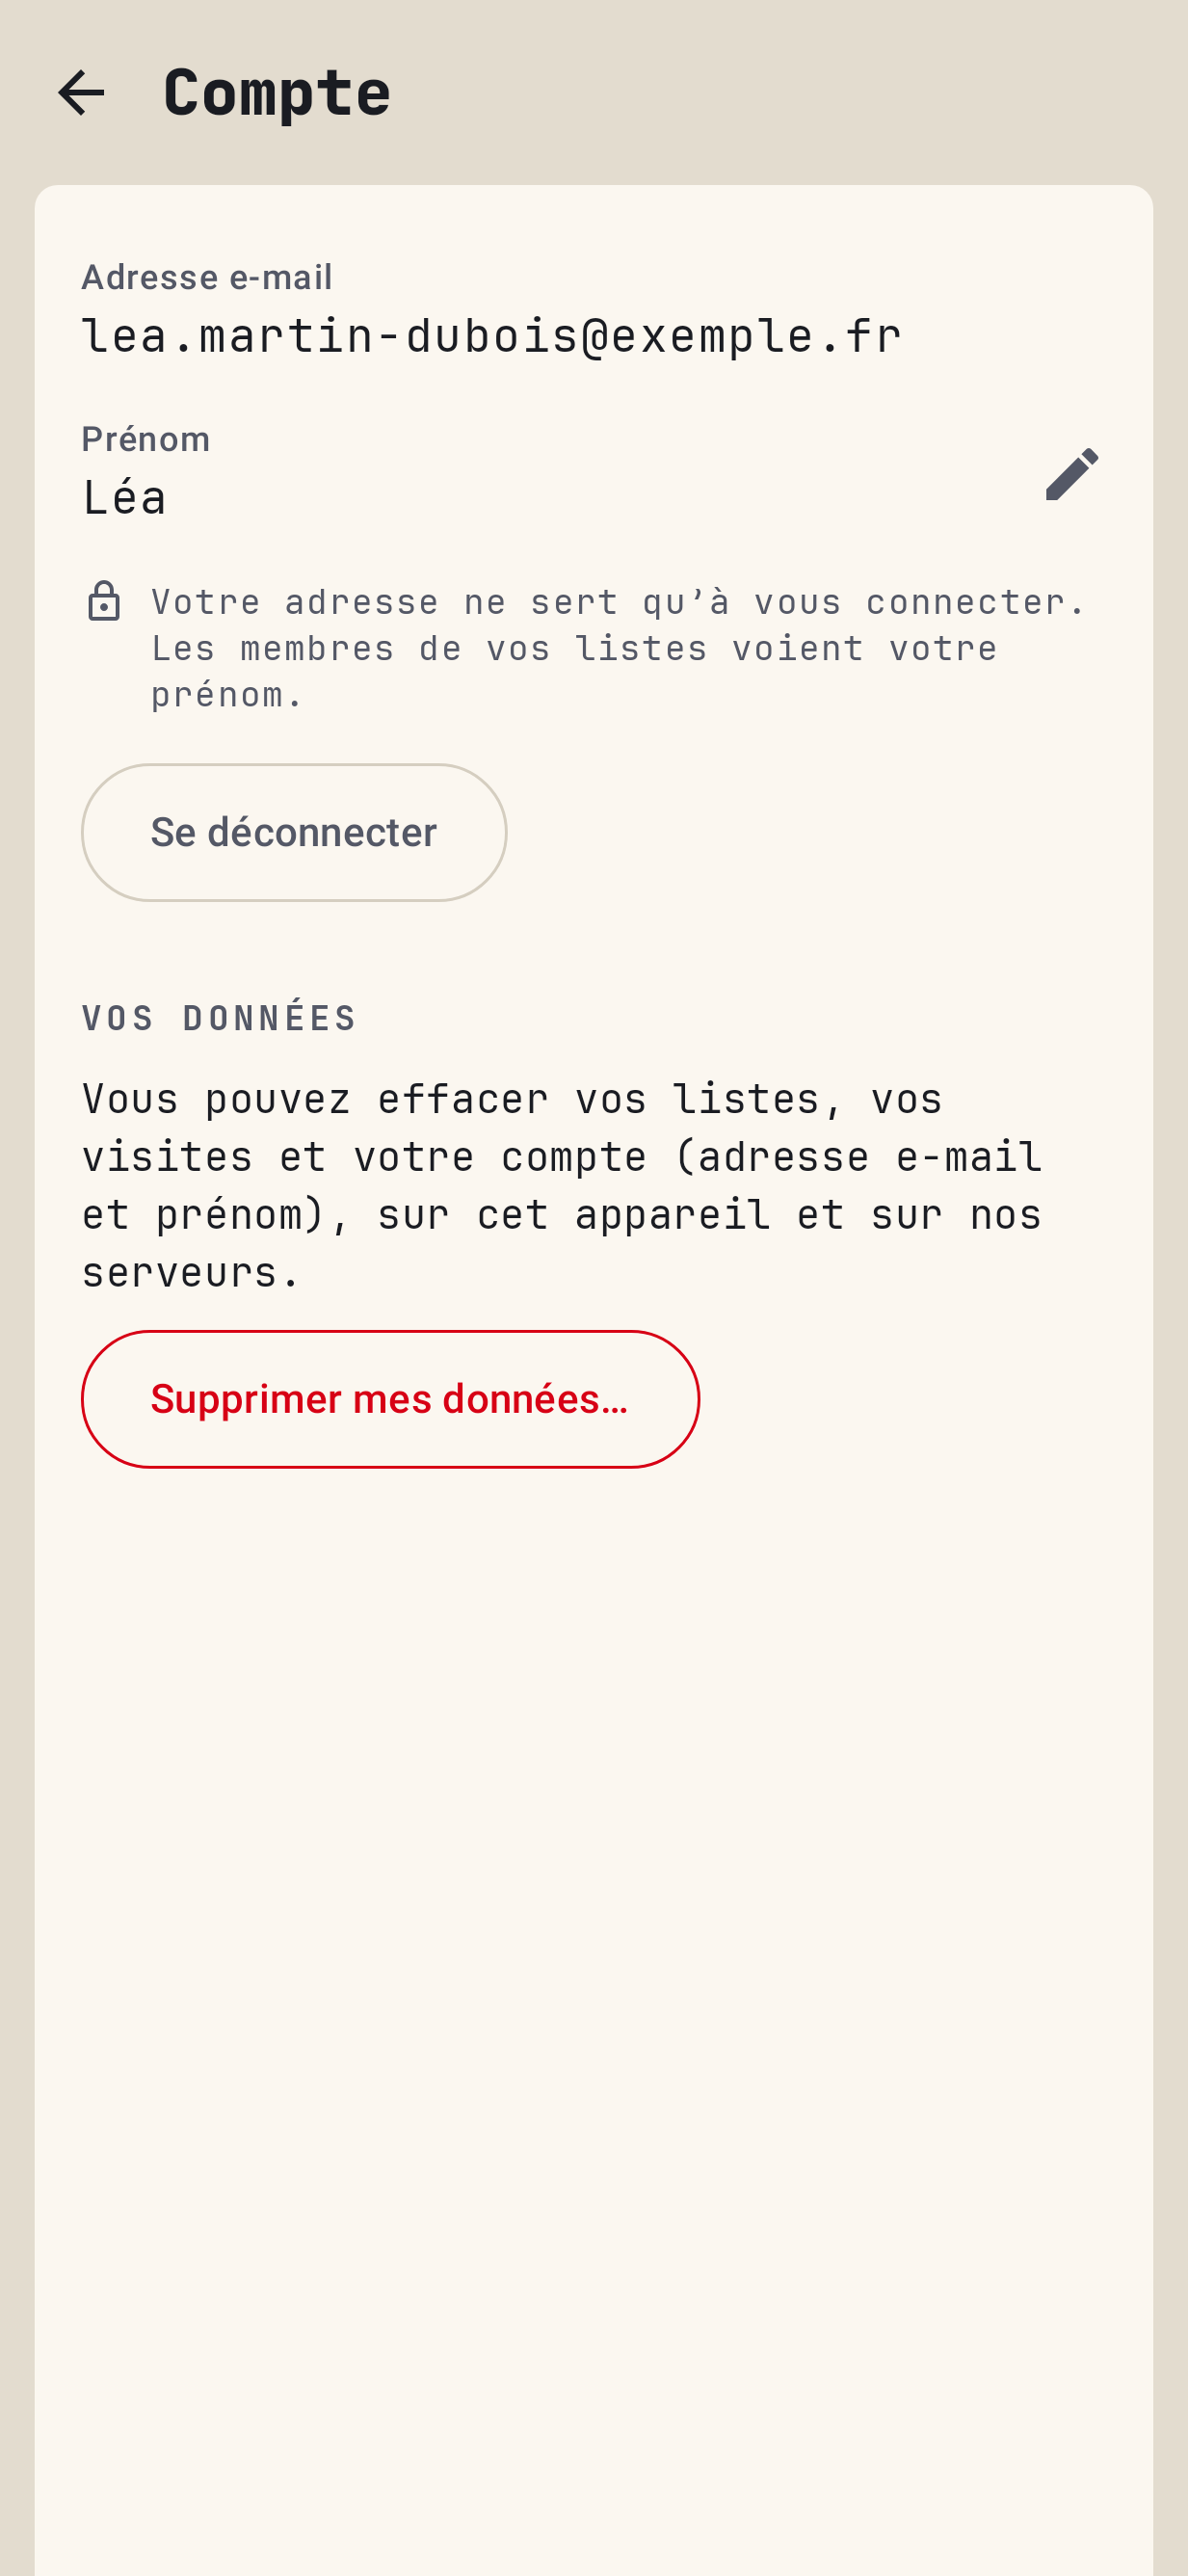 Compte
Adresse e-mail
lea.martin-dubois@exemple.fr
Prénom
Léa
Votre adresse ne sert qu’à vous connecter.
Les membres de vos listes voient votre
prénom.
Se déconnecter
VOS DONNÉES
Vous pouvez effacer vos listes, vos
visites et votre compte (adresse e-mail
et prénom), sur cet appareil et sur nos
serveurs.
Supprimer mes données…